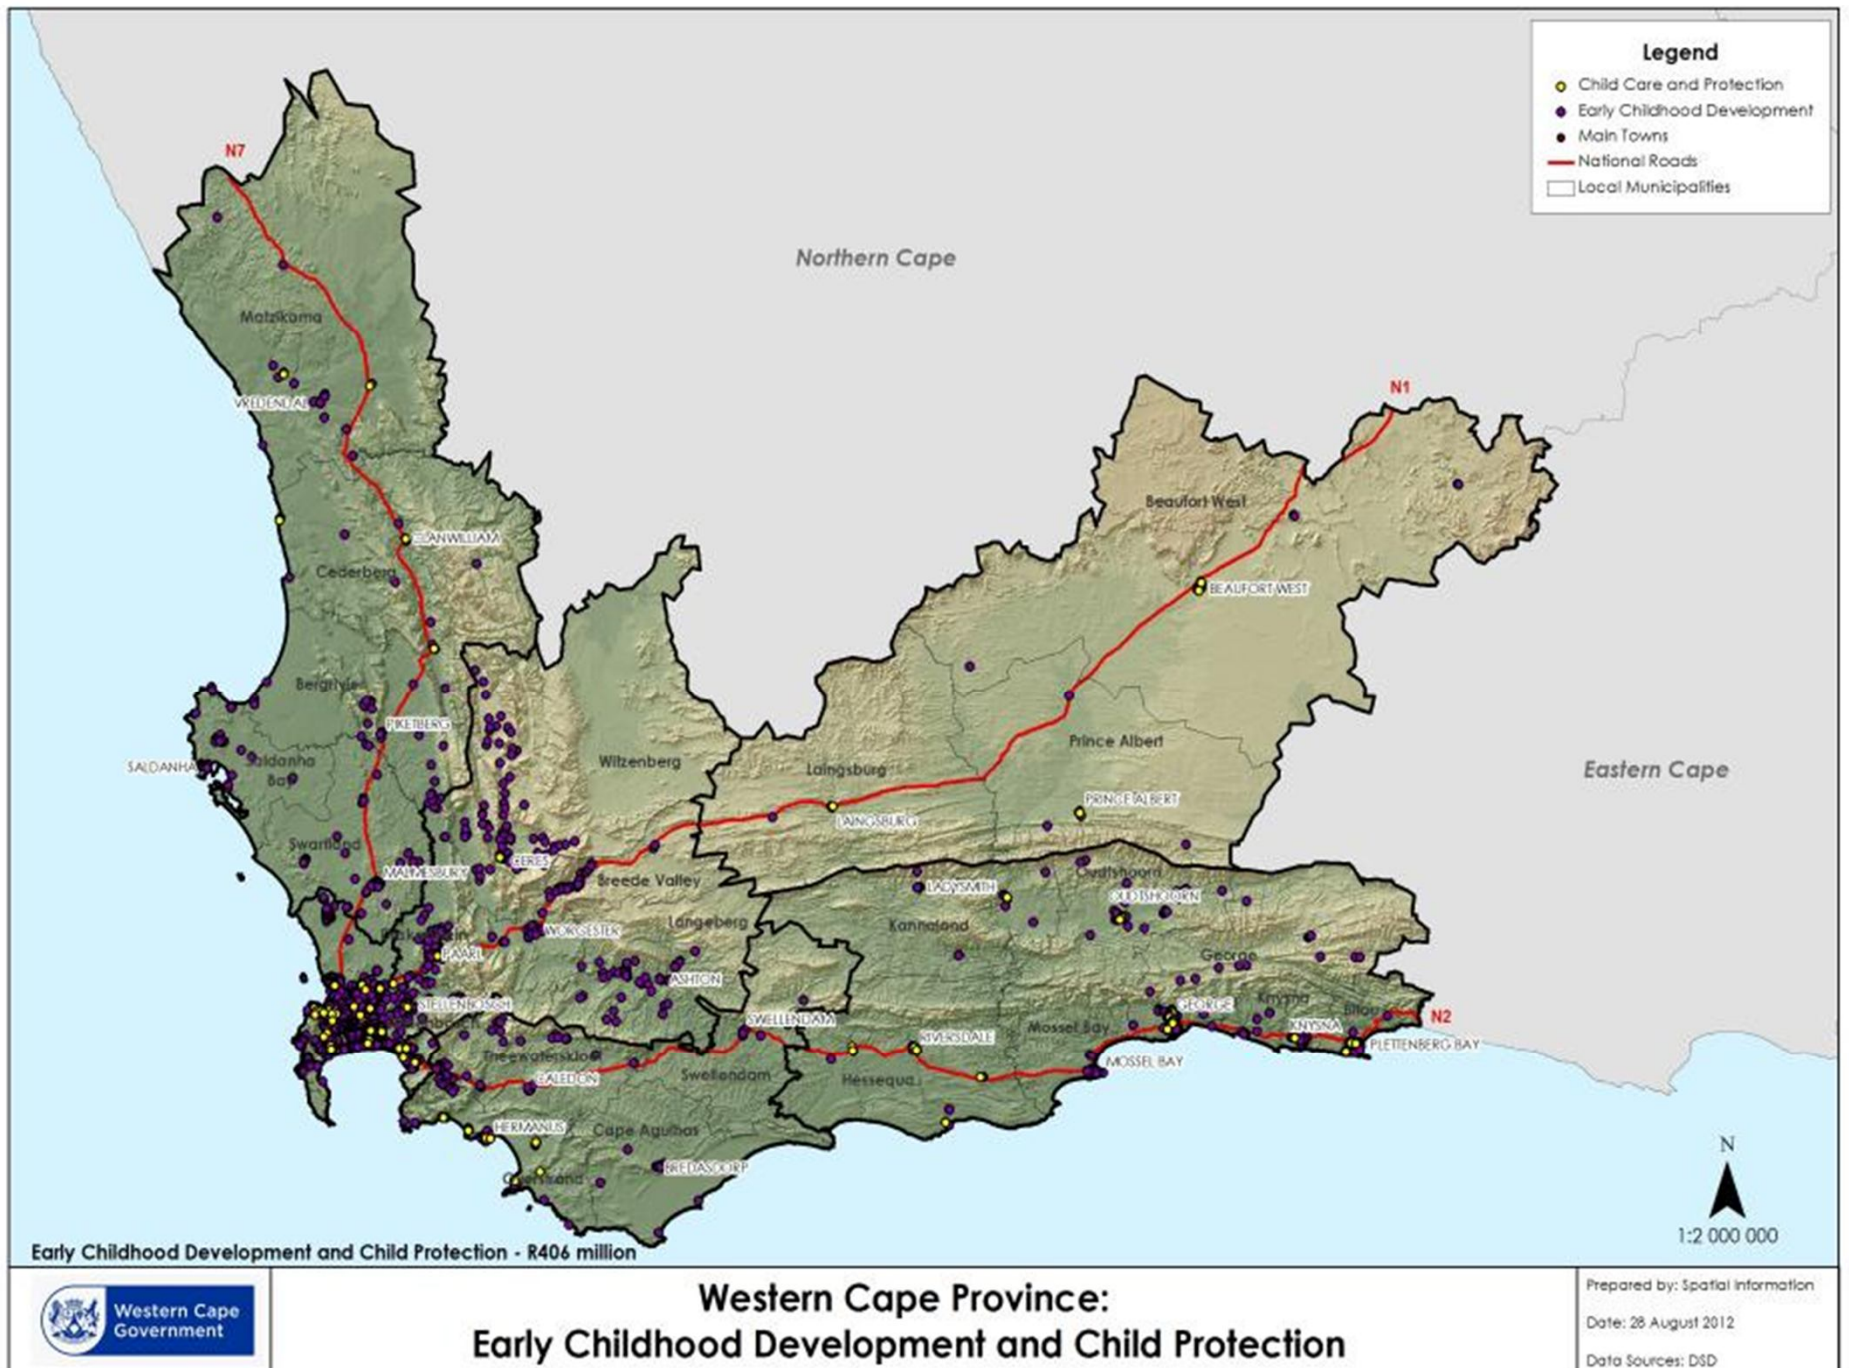 Legend
Child Care and Protection
Early Childhood Development
Main Towns
National Roads
Local Municipalities
N7
Northern Cape
Matzikama
VREDENDAL
N1
Beaufort West
CLANWILLIAM
Cederberg
BEAUFORT WEST
Bergrivier
PIKETBERG
Prince Albert
Witzenberg
Laingsburg
SALDANHA
Saldanha
Bay
Eastern Cape
PRINCE ALBERT
LAINGSBURG
Swartland
CERES
MALMESBURY
Breede Valley
Oudtshoorn
LADYSMITH
OUDTSHOORN
Langeberg
Kannaland
WORCESTER
PAARL
George
ASHTON
STELLENBOSCH
GEORGE
Knysna
Bitou
N2
SWELLENDAM
Mossel Bay
KNYSNA
RIVERSDALE
PLETTENBERG BAY
Theewaterskloof
MOSSEL BAY
CALEDON
Swellendam
Hessequa
HERMANUS
Cape Agulhas
BREDASDORP
Overstrand
N
1:2 000 000
Early Childhood Development and Child Protection - R406 million
Western Cape
Government
Western Cape Province:
Early Childhood Development and Child Protection
Prepared by: Spatial Information
Date: 28 August 2012
Data Sources: DSD